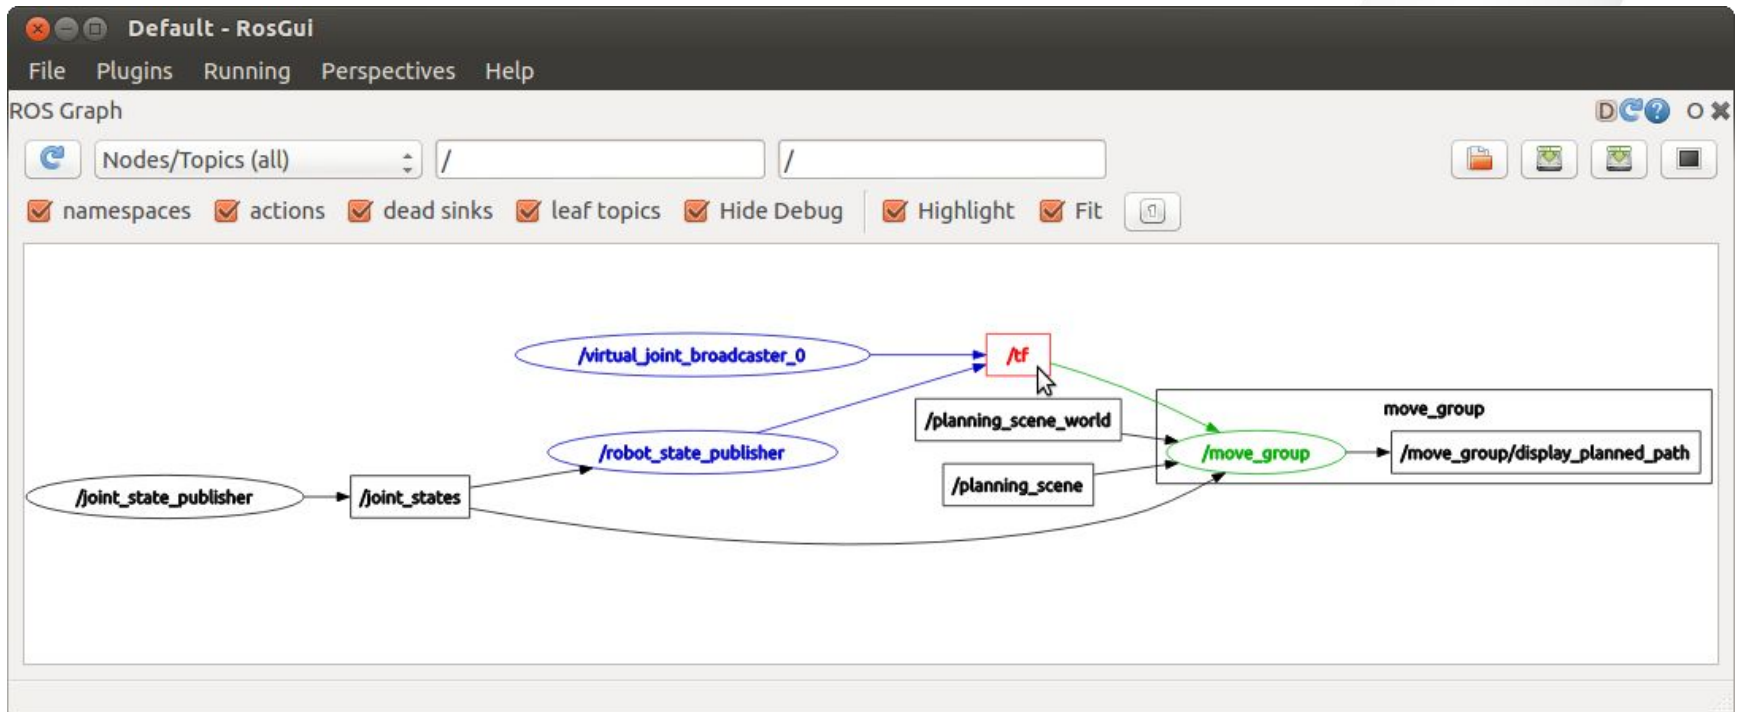 Default - RosGui
File Plugins Running Perspectives Help
ROS Graph D O
Nodes/Topics (all) / /
namespaces actions dead sinks leaf topics Hide Debug Highlight Fit
/virtual_joint_broadcaster_0 /tf
move_group
/planning_scene_world
/robot_state_publisher /move_group /move_group/display_planned_path
/planning_scene
/joint_state_publisher /joint_states